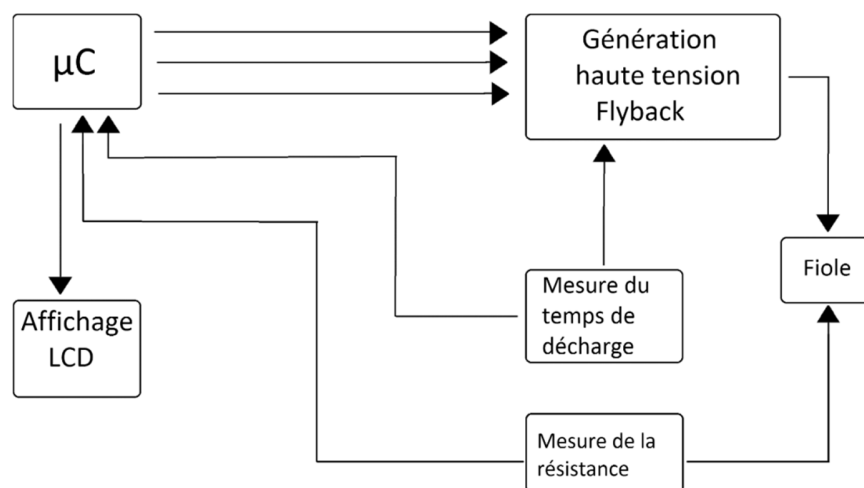 µC
Génération
haute tension
Flyback
Fiole
Mesure du
temps de
décharge
Affichage
LCD
Mesure de la
résistance